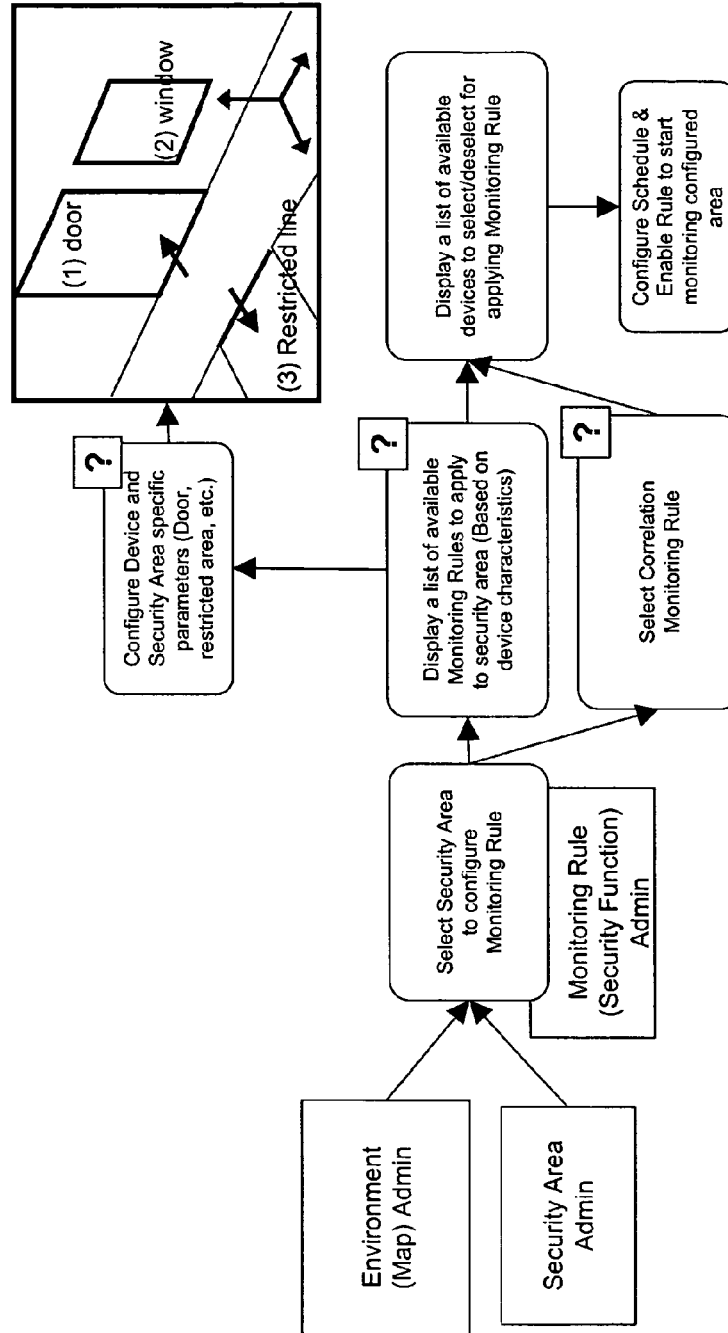 Environment
(Map) Admin
Security Area
Admin
Select Security Area
to configure
Monitoring Rule
Monitoring Rule
(Security Function)
Admin
Configure Device and
Security Area specific
parameters (Door,
restricted area, etc.)
?
Display a list of available
Monitoring Rules to apply
to security area (Based on
device characteristics)
?
Select Correlation
Monitoring Rule
?
(1) door
(2) window
(3) Restricted line
Display a list of available
devices to select/deselect for
applying Monitoring Rule
Configure Schedule &
Enable Rule to start
monitoring configured
area